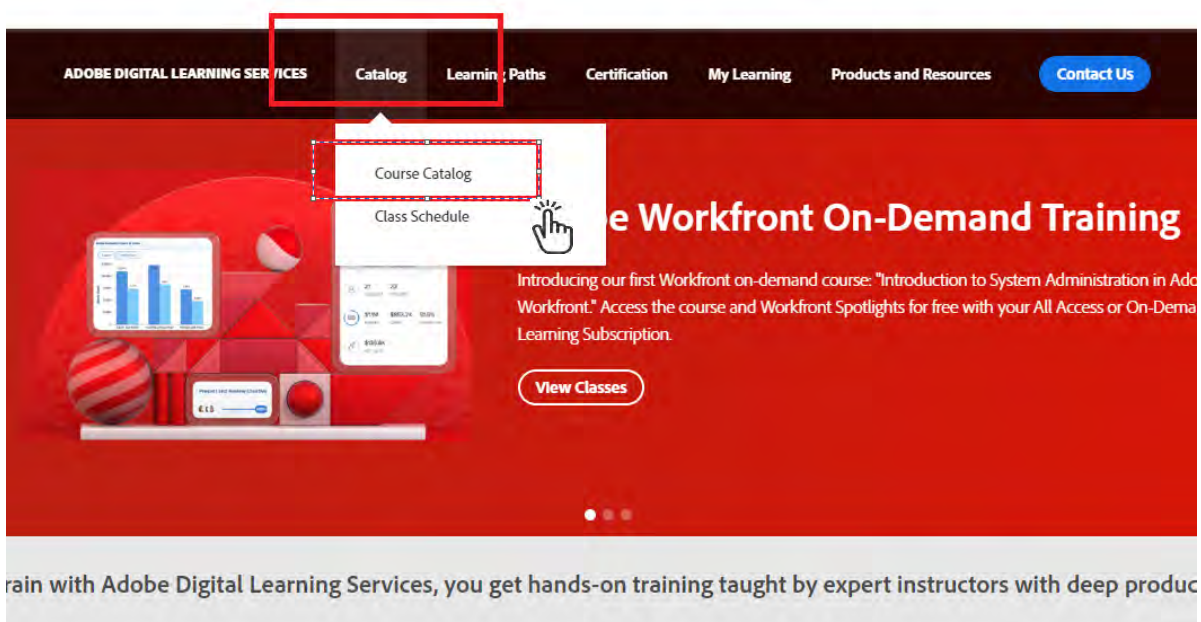 ADOBE DIGITAL LEARNING SERVICES Catalog Learning Paths Certification My Learning Products and Resources Contact Us
Course Catalog
Class Schedule
e Workfront On-Demand Training
Introducing our first Workfront on-demand course: "Introduction to System Administration in Ado
Workfront." Access the course and Workfront Spotlights for free with your All Access or On-Dema
Learning Subscription.
View Classes
rain with Adobe Digital Learning Services, you get hands-on training taught by expert instructors with deep produc